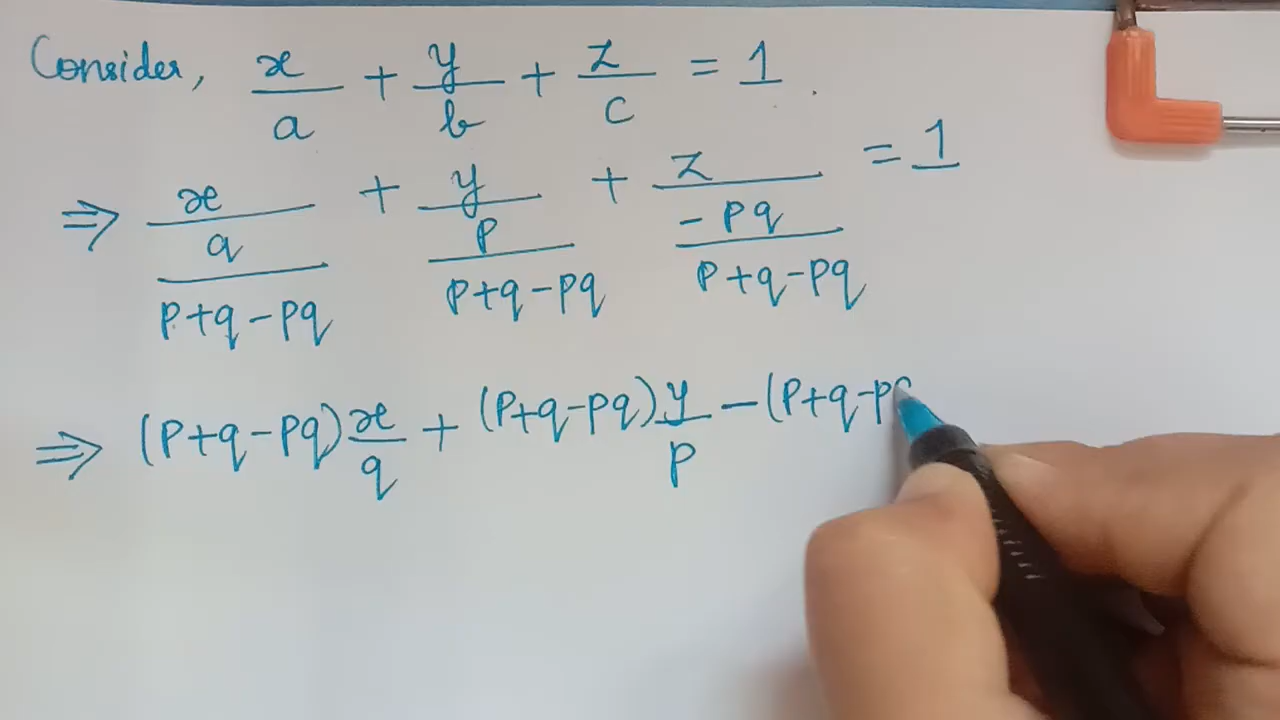 Consider, x/a + y/b + z/c = 1.
⇒ x/(q/(p+q-pq)) + y/(p/(p+q-pq)) + z/(-pq/(p+q-pq)) = 1
⇒ (p+q-pq)x/q + (p+q-pq)y/p - (p+q-p